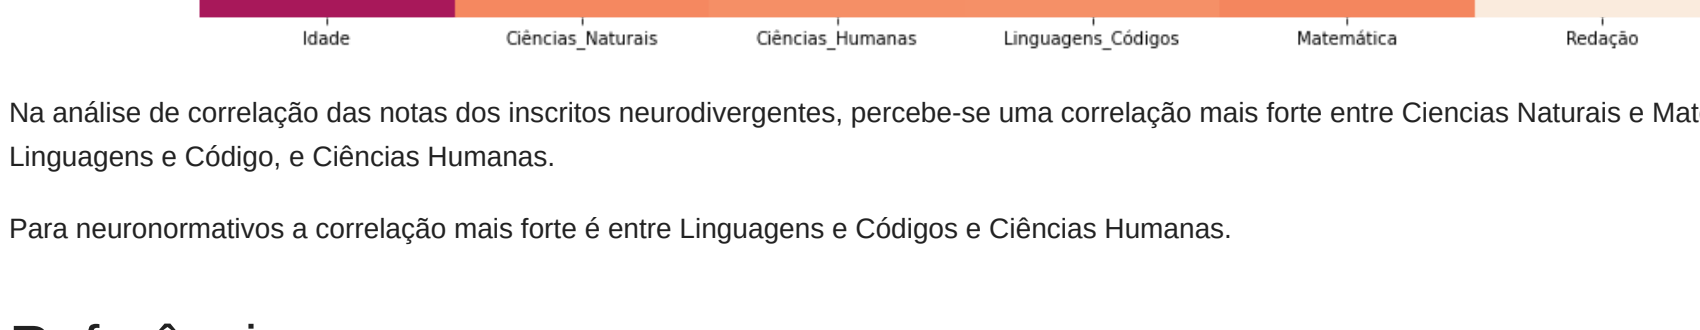 Idade Ciências_Naturais Ciências_Humanas Linguagens_Códigos Matemática Redação
Na análise de correlação das notas dos inscritos neurodivergentes, percebe-se uma correlação mais forte entre Ciencias Naturais e
Linguagens e Código, e Ciências Humanas.
Para neuronormativos a correlação mais forte é entre Linguagens e Códigos e Ciências Humanas.